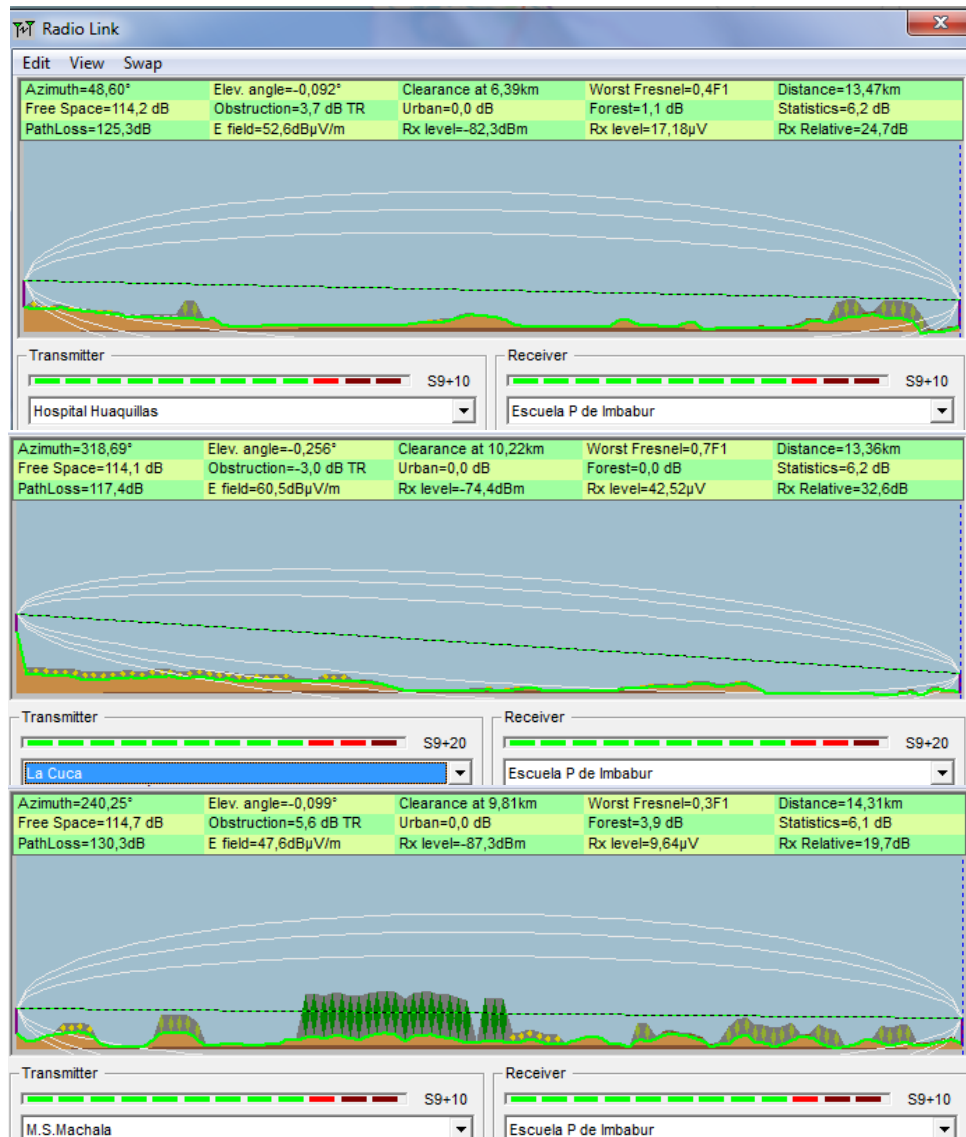 Radio Link
Edit View Swap
Azimuth=48,60° Elev. angle=-0,092° Clearance at 6,39km Worst Fresnel=0,4F1 Distance=13,47km
Free Space=114,2 dB Obstruction=3,7 dB TR Urban=0,0 dB Forest=1,1 dB Statistics=6,2 dB
PathLoss=125,3dB E field=52,6dBµV/m Rx level=-82,3dBm Rx level=17,18µV Rx Relative=24,7dB
Transmitter Receiver
S9+10 S9+10
Hospital Huaquillas Escuela P de Imbabur
Azimuth=318,69° Elev. angle=-0,256° Clearance at 10,22km Worst Fresnel=0,7F1 Distance=13,36km
Free Space=114,1 dB Obstruction=-3,0 dB TR Urban=0,0 dB Forest=0,0 dB Statistics=6,2 dB
PathLoss=117,4dB E field=60,5dBµV/m Rx level=-74,4dBm Rx level=42,52µV Rx Relative=32,6dB
Transmitter Receiver
S9+20 S9+20
La Cuca Escuela P de Imbabur
Azimuth=240,25° Elev. angle=-0,099° Clearance at 9,81km Worst Fresnel=0,3F1 Distance=14,31km
Free Space=114,7 dB Obstruction=5,6 dB TR Urban=0,0 dB Forest=3,9 dB Statistics=6,1 dB
PathLoss=130,3dB E field=47,6dBµV/m Rx level=-87,3dBm Rx level=9,64µV Rx Relative=19,7dB
Transmitter Receiver
S9+10 S9+10
M.S.Machala Escuela P de Imbabur